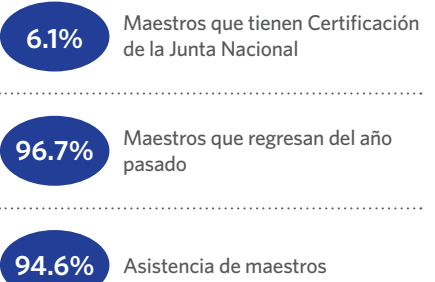 6.1%
Maestros que tienen Certificación
de la Junta Nacional
96.7%
Maestros que regresan del año
pasado
94.6%
Asistencia de maestros